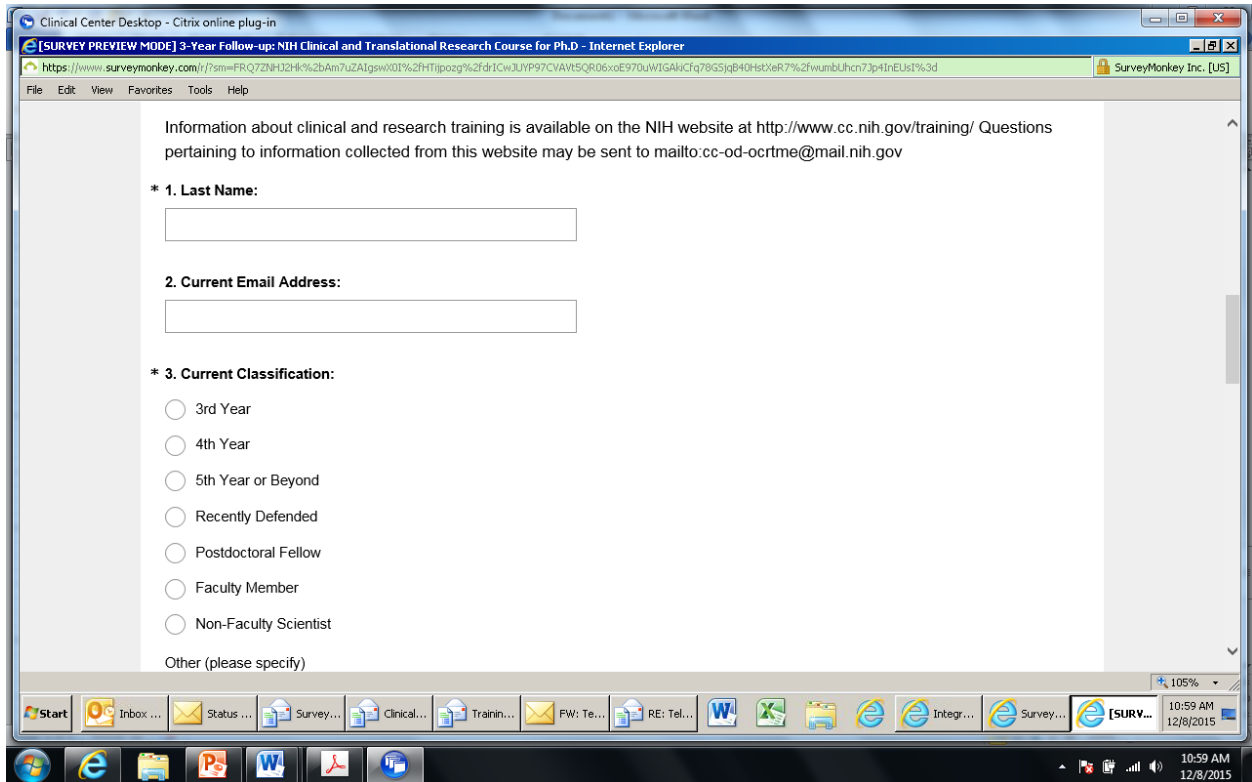 Clinical Center Desktop - Citrix online plug-in
[SURVEY PREVIEW MODE] 3-Year Follow-up: NIH Clinical and Translational Research Course for Ph.D - Internet Explorer
SurveyMonkey Inc. [US]
File Edit View Favorites Tools Help
Information about clinical and research training is available on the NIH website at http://www.cc.nih.gov/training/ Questions
pertaining to information collected from this website may be sent to mailto:cc-od-ocrtme@mail.nih.gov
* 1. Last Name:
2. Current Email Address:
* 3. Current Classification:
3rd Year
4th Year
5th Year or Beyond
Recently Defended
Postdoctoral Fellow
Faculty Member
Non-Faculty Scientist
Other (please specify)
105%
Start Inbox ... Status ... Survey... Clinical... Trainin... FW: Te... RE: Tel... Integr... Survey... [SURV... 10:59 AM
12/8/2015
10:59 AM
12/8/2015